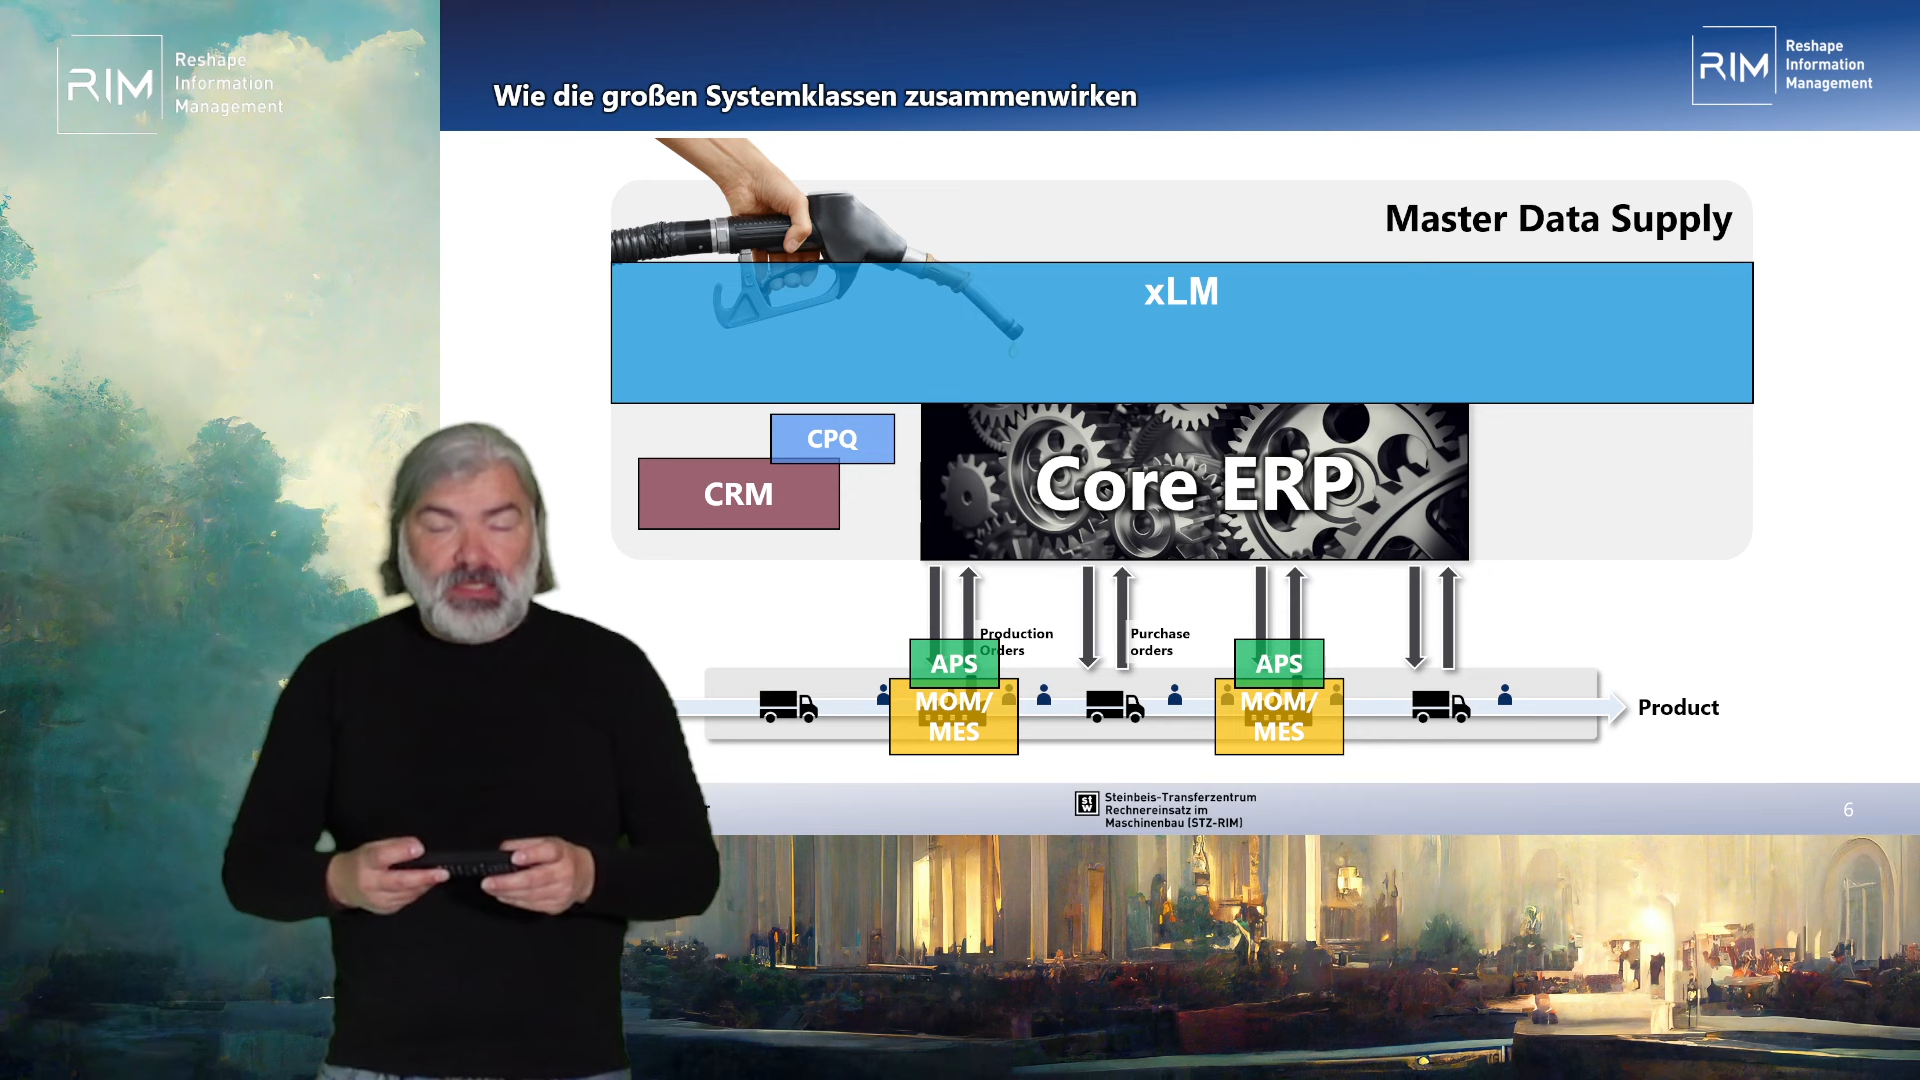 RIM
Reshape
Information
Management
Wie die großen Systemklassen zusammenwirken
RIM
Reshape
Information
Management
Master Data Supply
xLM
CPQ
CRM
Core ERP
Production
Orders
Purchase
orders
APS
APS
MOM/
MES
MOM/
MES
Product
stw
Steinbeis-Transferzentrum
Rechnereinsatz im
Maschinenbau (STZ-RIM)
6